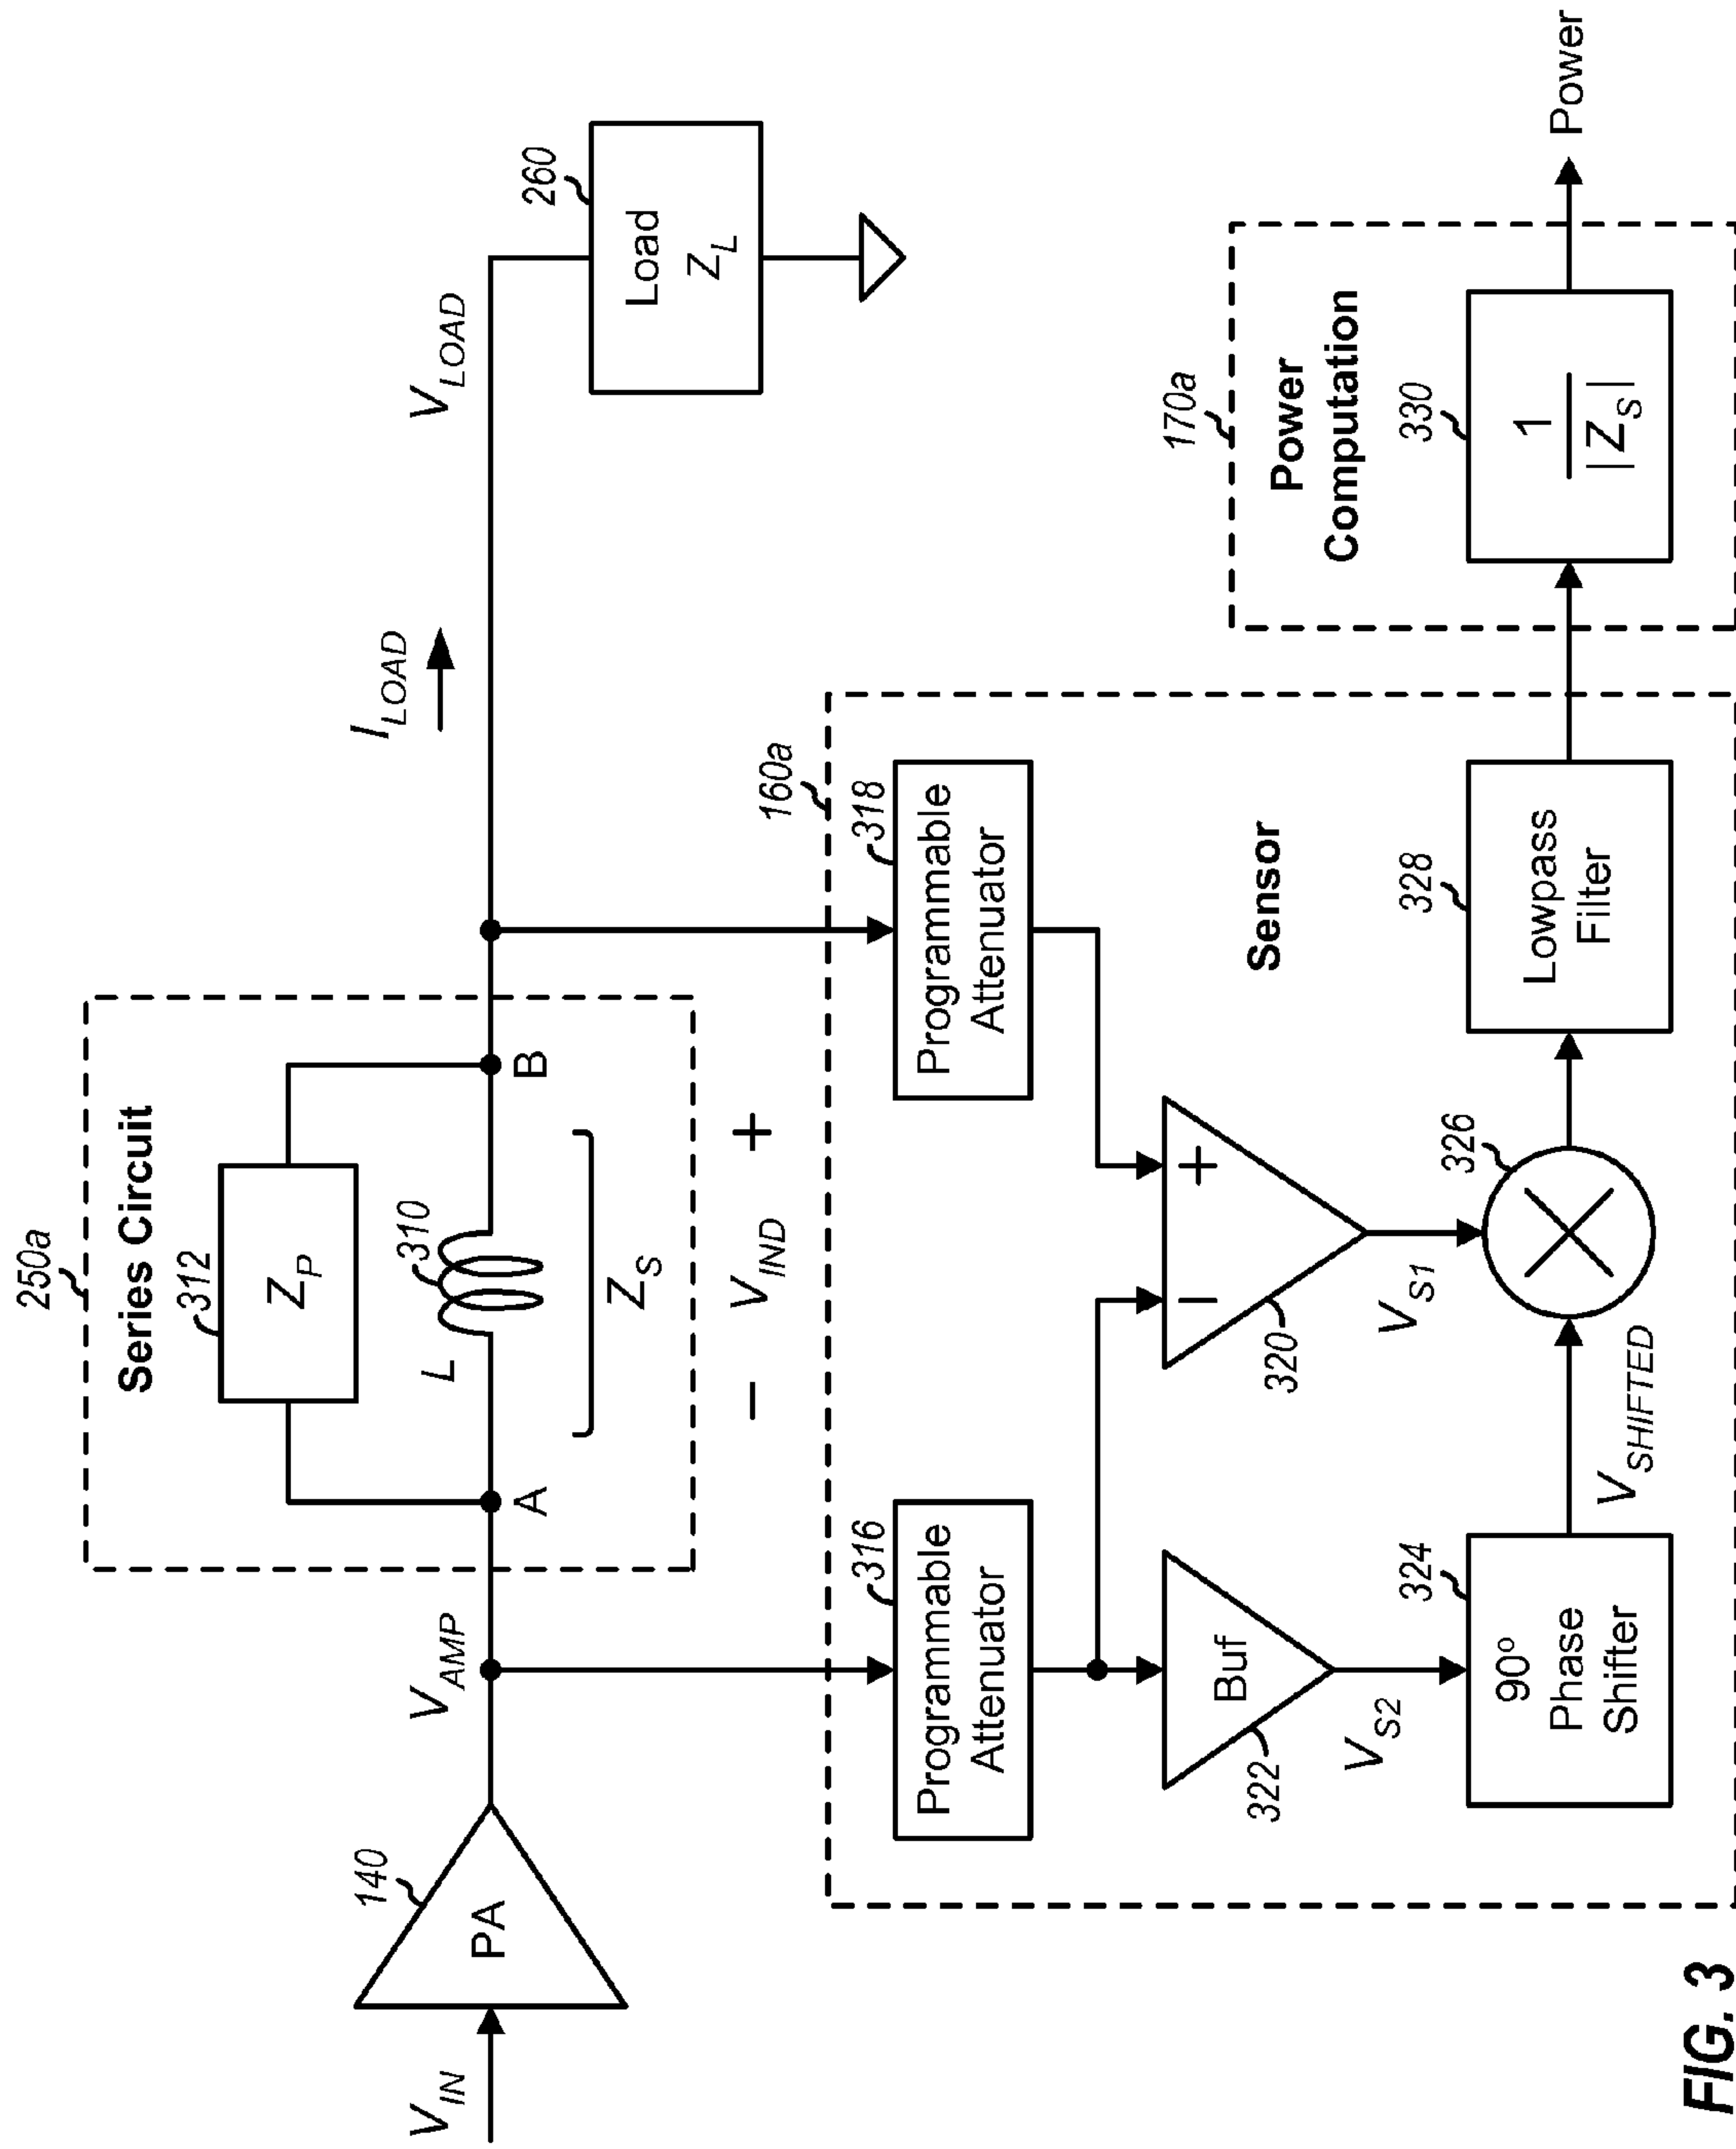 250a
Series Circuit
312
Z_P
L
310
A
B
Z_S
− V_IND +
V_IN
140
PA
V_AMP
I_LOAD
V_LOAD
260
Load
Z_L
160a
316
Programmable
Attenuator
318
Programmable
Attenuator
322
Buf
V_S2
320
−
+
V_S1
Sensor
324
90°
Phase
Shifter
V_SHIFTED
326
328
Lowpass
Filter
170a
Power
Computation
330
1
|Z_S|
Power
FIG. 3